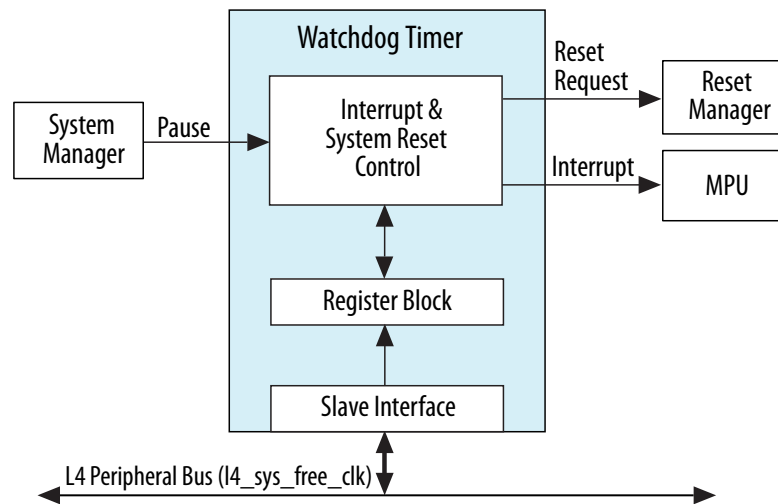 Watchdog Timer
System
Manager
Pause
Interrupt &
System Reset
Control
Reset
Request
Reset
Manager
Interrupt
MPU
Register Block
Slave Interface
L4 Peripheral Bus (l4_sys_free_clk)